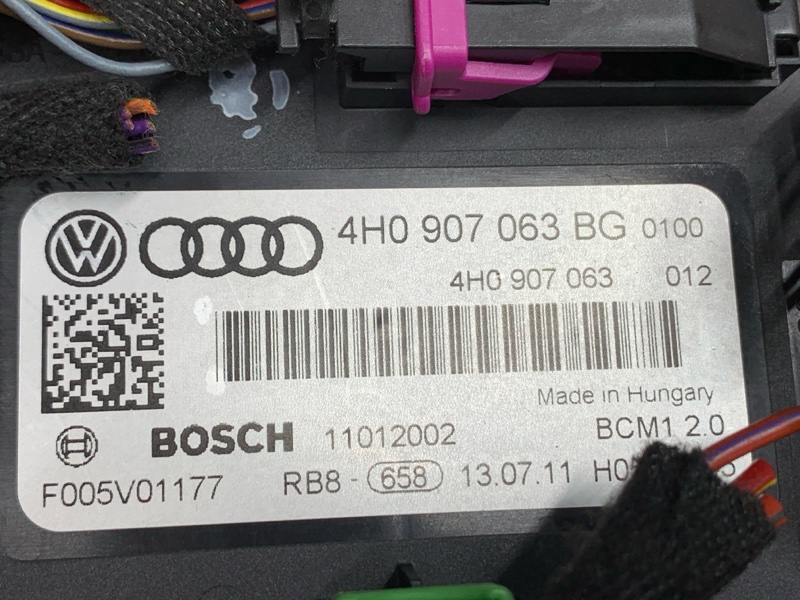 4H0 907 063 BG 0100
4H0 907 063 012
Made in Hungary
BOSCH 11012002 BCM1 2.0
F005V01177 RB8 - 658 13.07.11